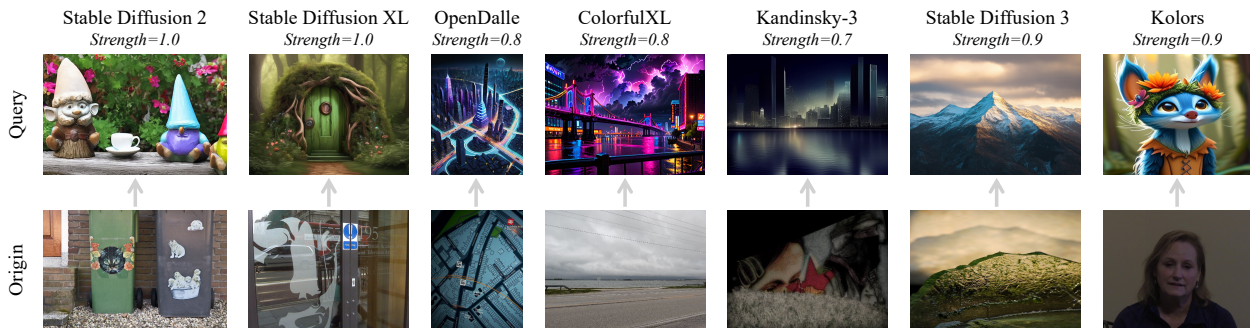 Stable Diffusion 2
Strength=1.0
Stable Diffusion XL
Strength=1.0
OpenDalle
Strength=0.8
ColorfulXL
Strength=0.8
Kandinsky-3
Strength=0.7
Stable Diffusion 3
Strength=0.9
Kolors
Strength=0.9
Query
Origin